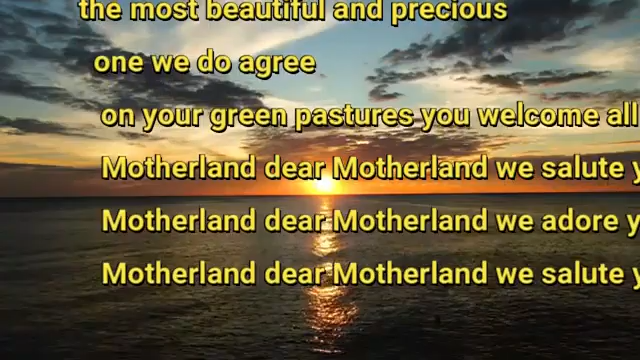 the most beautiful and precious
one we do agree
on your green pastures you welcome all
Motherland dear Motherland we salute
Motherland dear Motherland we adore
Motherland dear Motherland we salute